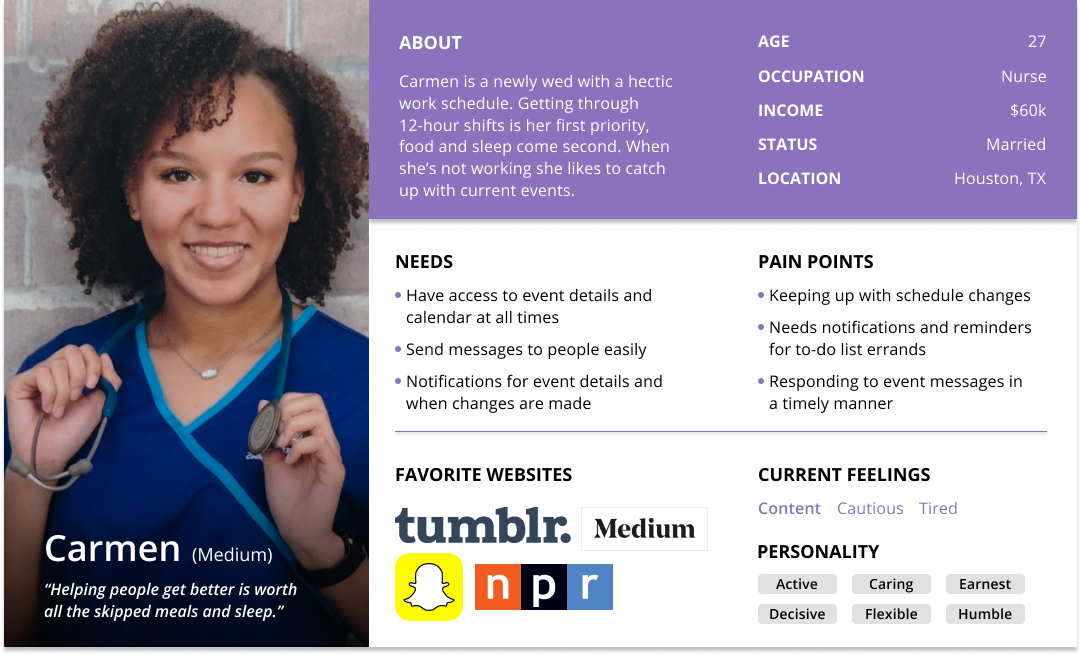 Carmen (Medium)
“Helping people get better is worth
all the skipped meals and sleep.”
ABOUT
Carmen is a newly wed with a hectic
work schedule. Getting through
12-hour shifts is her first priority,
food and sleep come second. When
she’s not working she likes to catch
up with current events.
AGE 27
OCCUPATION Nurse
INCOME $60k
STATUS Married
LOCATION Houston, TX
NEEDS
• Have access to event details and
calendar at all times
• Send messages to people easily
• Notifications for event details and
when changes are made
PAIN POINTS
• Keeping up with schedule changes
• Needs notifications and reminders
for to-do list errands
• Responding to event messages in
a timely manner
FAVORITE WEBSITES
tumblr. Medium
npr
CURRENT FEELINGS
Content Cautious Tired
PERSONALITY
Active Caring Earnest
Decisive Flexible Humble